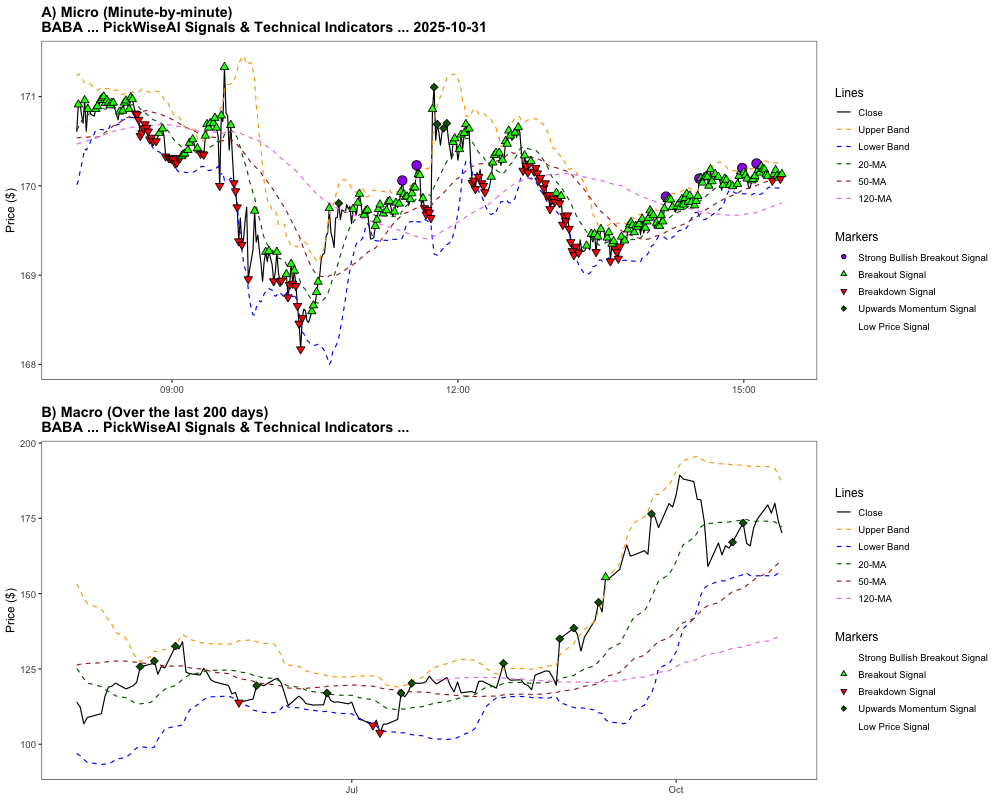 A) Micro (Minute-by-minute)
BABA ... PickWiseAI Signals & Technical Indicators ... 2025-10-31
Price ($)
171
170
169
168
09:00
12:00
15:00
Lines
Close
Upper Band
Lower Band
20-MA
50-MA
120-MA
Markers
Strong Bullish Breakout Signal
Breakout Signal
Breakdown Signal
Upwards Momentum Signal
Low Price Signal
B) Macro (Over the last 200 days)
BABA ... PickWiseAI Signals & Technical Indicators ...
Price ($)
200
175
150
125
100
Jul
Oct
Lines
Close
Upper Band
Lower Band
20-MA
50-MA
120-MA
Markers
Strong Bullish Breakout Signal
Breakout Signal
Breakdown Signal
Upwards Momentum Signal
Low Price Signal